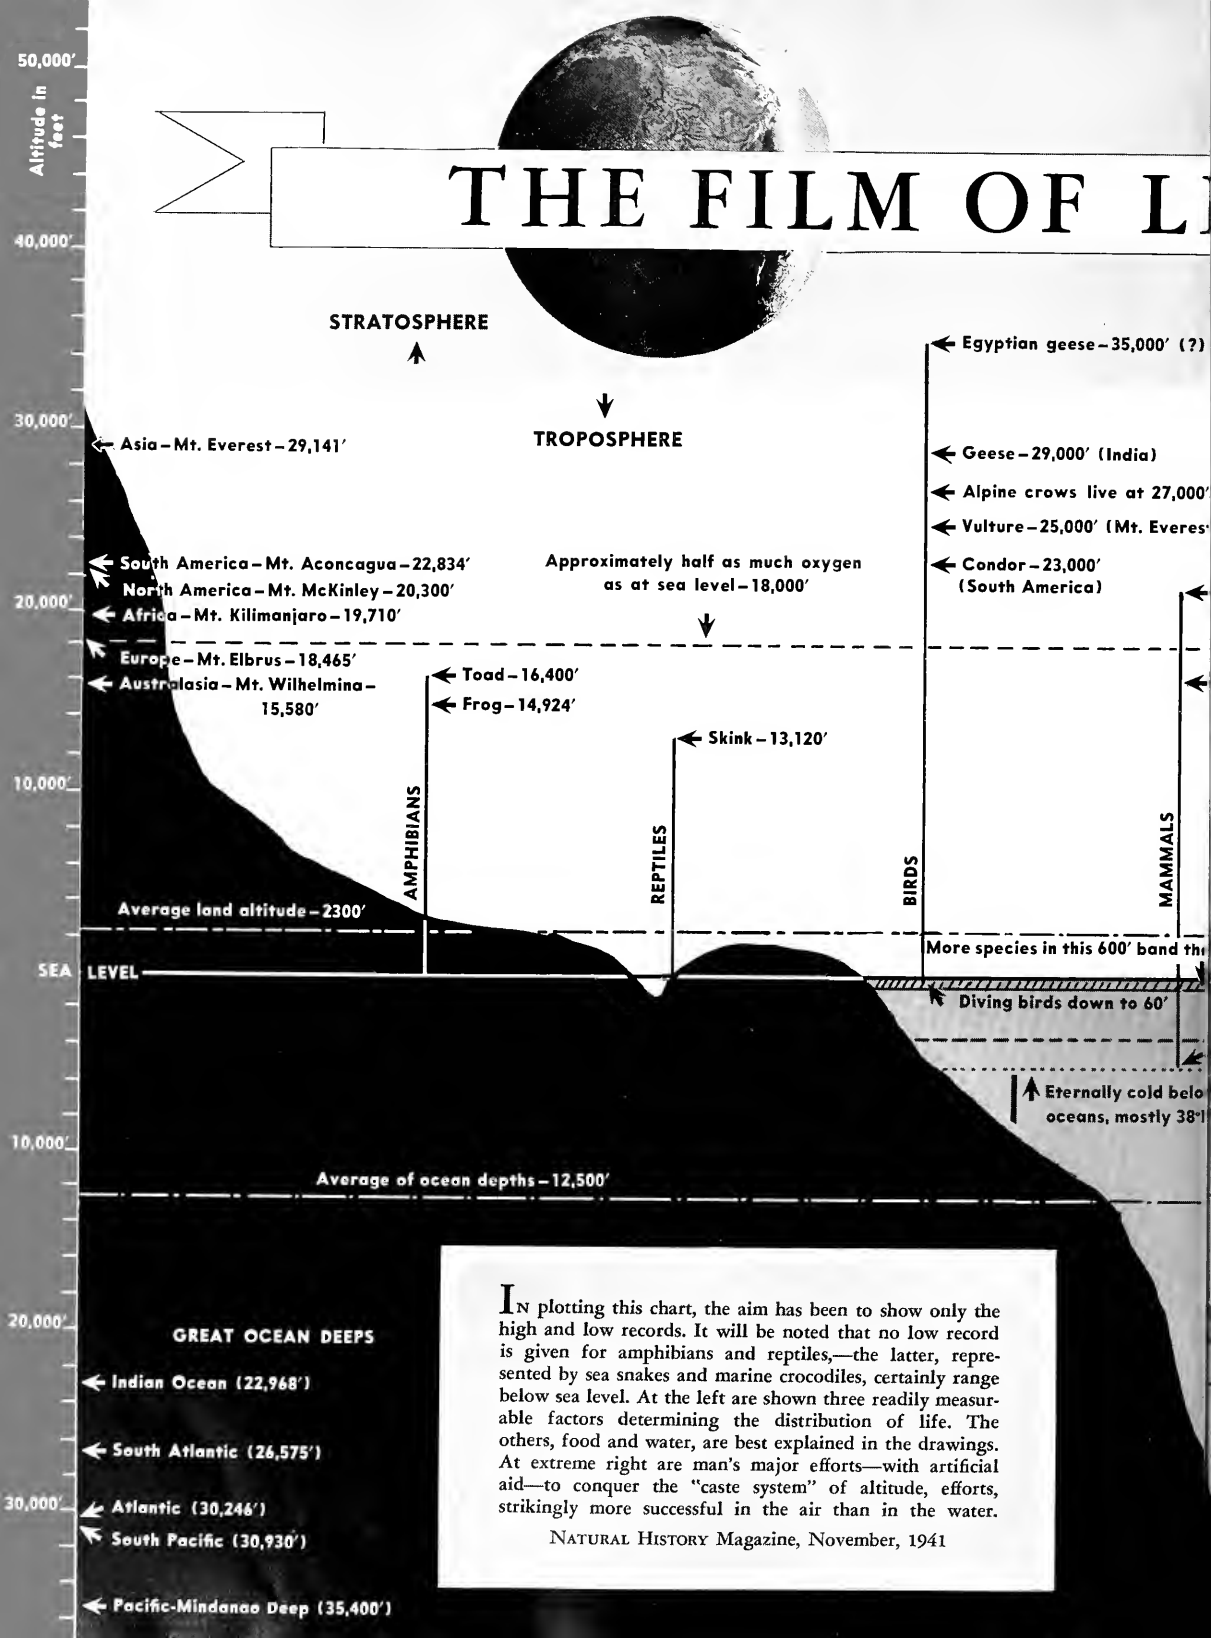 50,000′
Altitude in
feet
THE FILM OF L
40,000′
STRATOSPHERE
Egyptian geese–35,000′ (?)
TROPOSPHERE
30,000′
Asia–Mt. Everest–29,141′
Geese–29,000′ (India)
Alpine crows live at 27,000′
Vulture–25,000′ (Mt. Everes
South America–Mt. Aconcagua–22,834′
Approximately half as much oxygen
as at sea level–18,000′
Condor–23,000′
(South America)
North America–Mt. McKinley–20,300′
20,000′
Africa–Mt. Kilimanjaro–19,710′
Europe–Mt. Elbrus–18,465′
Australasia–Mt. Wilhelmina–
15,580′
Toad–16,400′
Frog–14,924′
Skink–13,120′
10,000′
AMPHIBIANS
REPTILES
BIRDS
MAMMALS
Average land altitude–2300′
More species in this 600′ band th
SEA LEVEL
Diving birds down to 60′
Eternally cold belo
oceans, mostly 38°
10,000′
Average of ocean depths–12,500′
20,000′
GREAT OCEAN DEEPS
Indian Ocean (22,968′)
South Atlantic (26,575′)
30,000′
Atlantic (30,246′)
South Pacific (30,930′)
Pacific-Mindanao Deep (35,400′)
IN plotting this chart, the aim has been to show only the
high and low records. It will be noted that no low record
is given for amphibians and reptiles,—the latter, repre-
sented by sea snakes and marine crocodiles, certainly range
below sea level. At the left are shown three readily measur-
able factors determining the distribution of life. The
others, food and water, are best explained in the drawings.
At extreme right are man's major efforts—with artificial
aid—to conquer the "caste system" of altitude, efforts,
strikingly more successful in the air than in the water.
NATURAL HISTORY Magazine, November, 1941